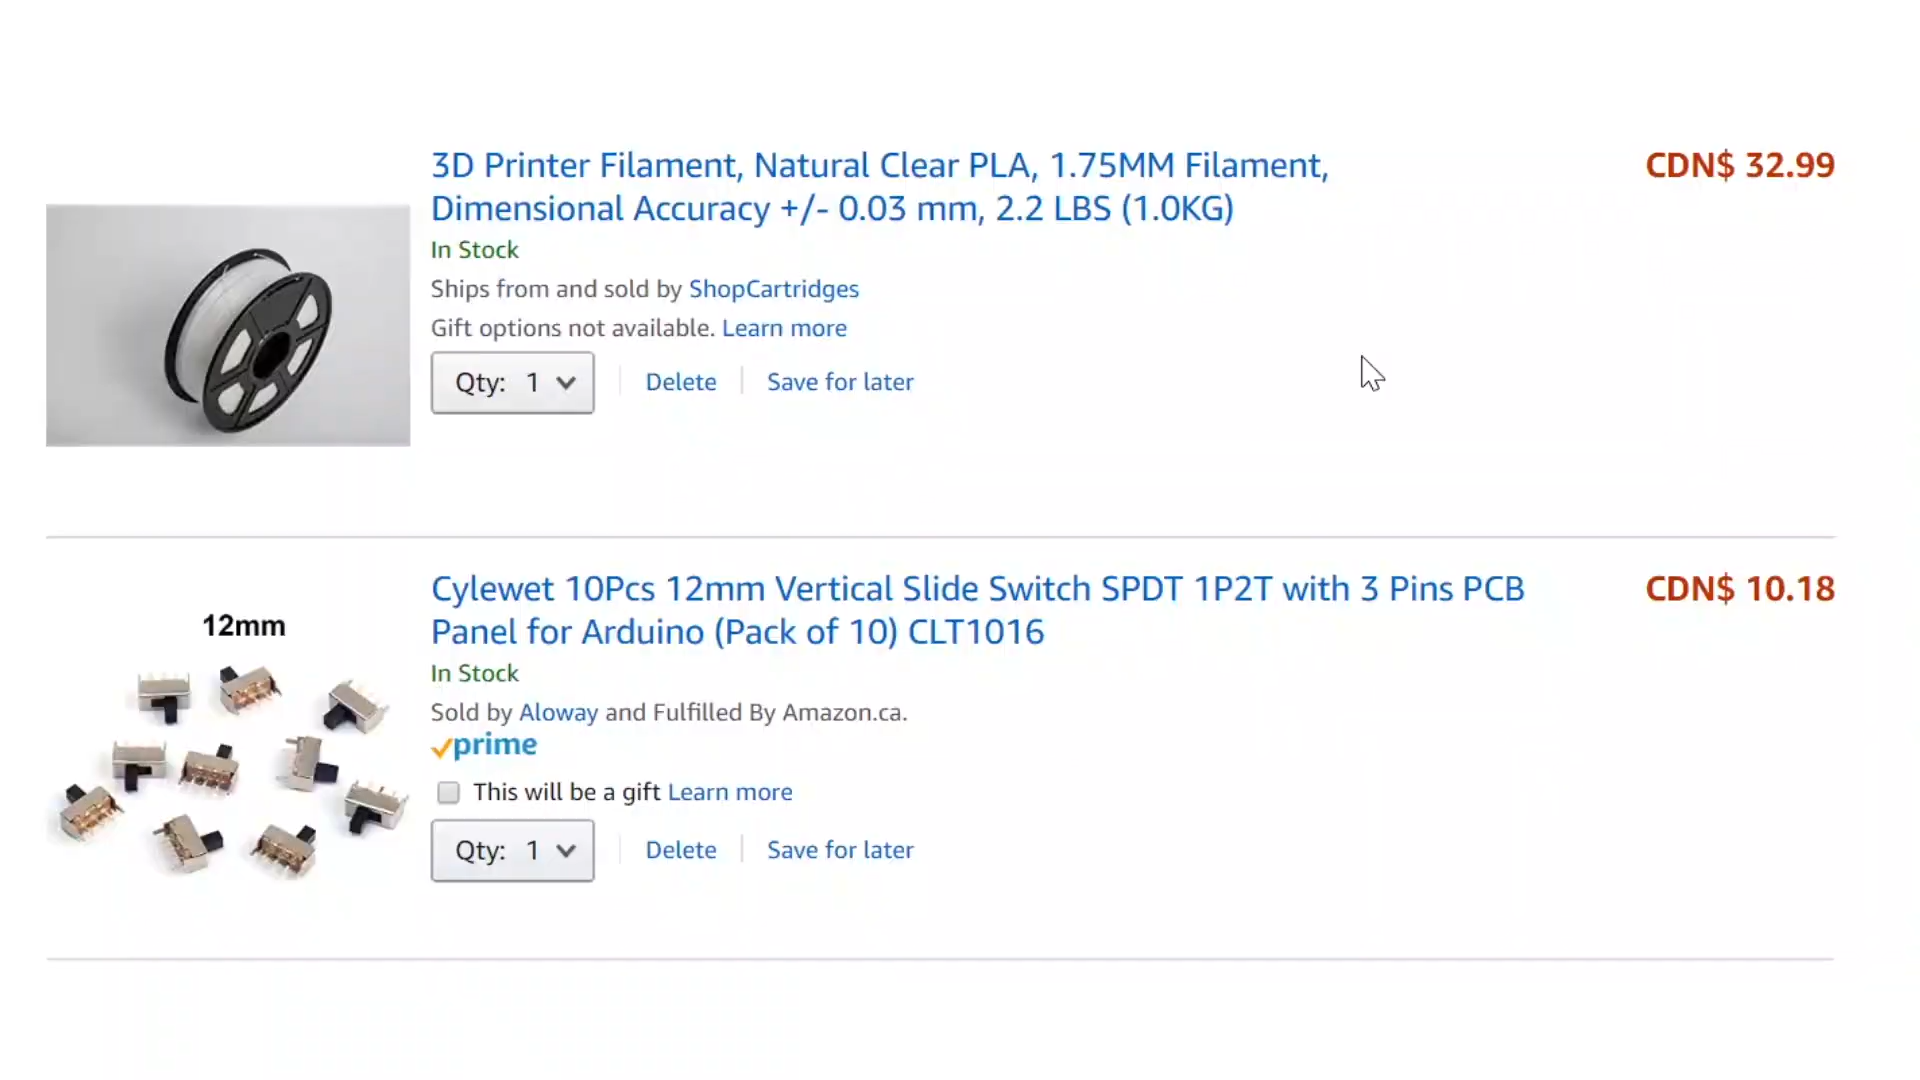 3D Printer Filament, Natural Clear PLA, 1.75MM Filament,
Dimensional Accuracy +/- 0.03 mm, 2.2 LBS (1.0KG)
CDN$ 32.99
In Stock
Ships from and sold by ShopCartridges
Gift options not available. Learn more
Qty: 1
Delete
Save for later
12mm
Cylewet 10Pcs 12mm Vertical Slide Switch SPDT 1P2T with 3 Pins PCB
Panel for Arduino (Pack of 10) CLT1016
CDN$ 10.18
In Stock
Sold by Aloway and Fulfilled By Amazon.ca.
prime
This will be a gift Learn more
Qty: 1
Delete
Save for later